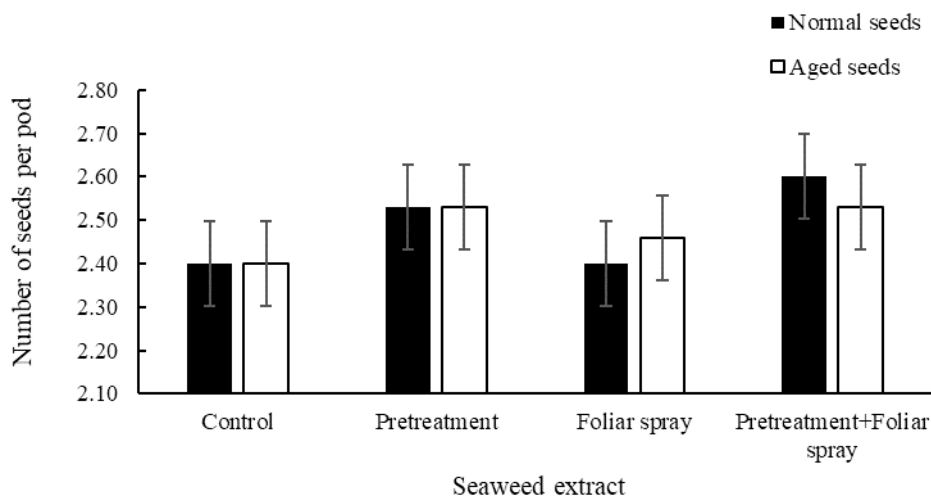 Normal seeds
Aged seeds
Number of seeds per pod
2.80
2.70
2.60
2.50
2.40
2.30
2.20
2.10
Control
Pretreatment
Foliar spray
Pretreatment+Foliar
spray
Seaweed extract